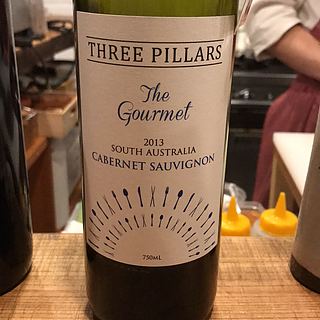 THREE PILLARS
The
Gourmet
2013
SOUTH AUSTRALIA
CABERNET SAUVIGNON
750ML